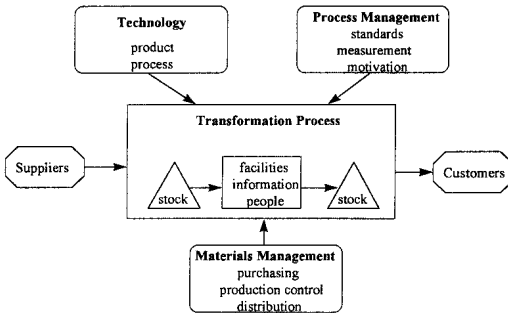 Technology
product
process
Process Management
standards
measurement
motivation
Transformation Process
Suppliers
stock
facilities
information
people
stock
Customers
Materials Management
purchasing
production control
distribution